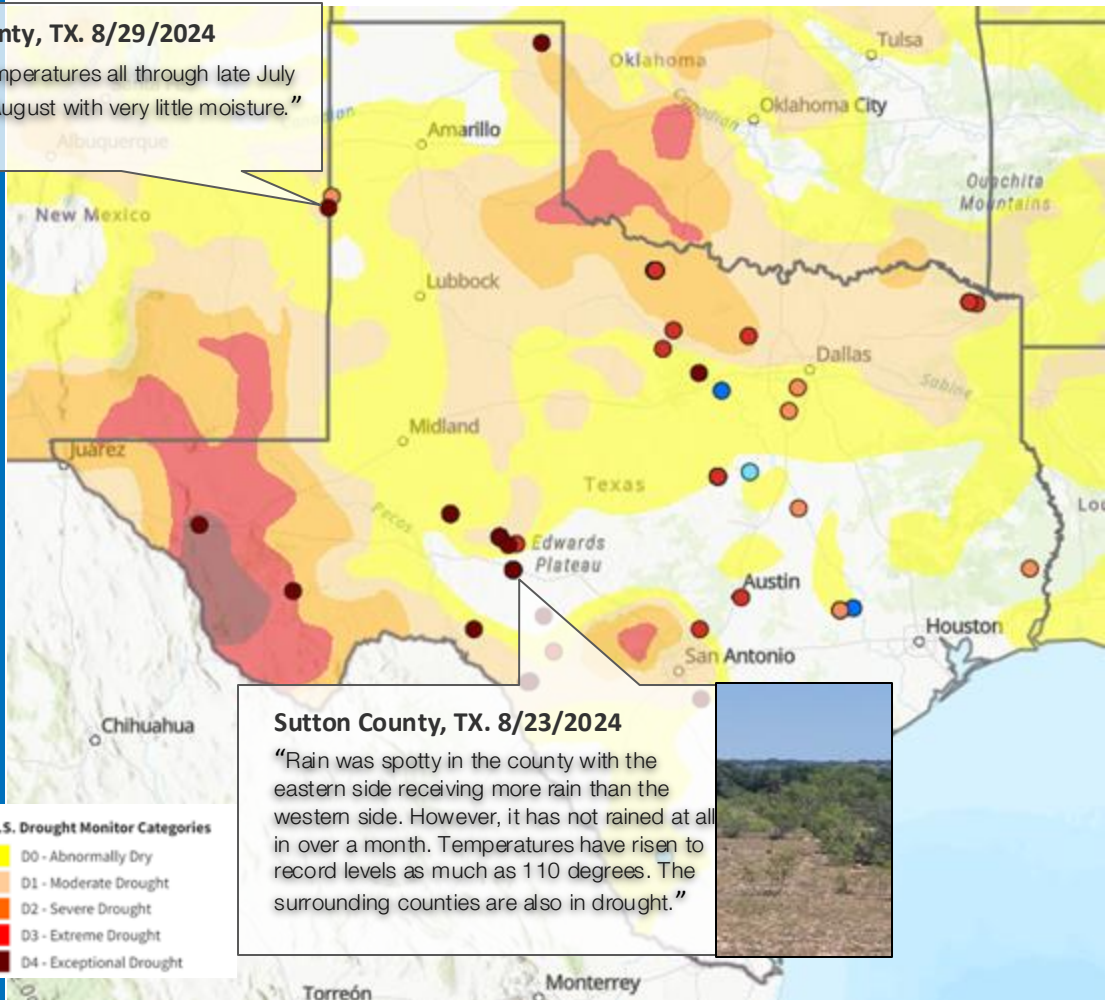 nty, TX. 8/29/2024
mperatures all through late July
ugust with very little moisture.”
Albuquerque
New Mexico
Amarillo
Oklahoma
Tulsa
Canadian
Oklahoma City
Ouachita
Mountains
Lubbock
Dallas
Sabine
Midland
Juárez
Texas
Pecos
Lou
Edwards
Plateau
Austin
Houston
San Antonio
Chihuahua
Sutton County, TX. 8/23/2024
“Rain was spotty in the county with the
eastern side receiving more rain than the
western side. However, it has not rained at all
in over a month. Temperatures have risen to
record levels as much as 110 degrees. The
surrounding counties are also in drought.”
.S. Drought Monitor Categories
D0 - Abnormally Dry
D1 - Moderate Drought
D2 - Severe Drought
D3 - Extreme Drought
D4 - Exceptional Drought
Torreón
Monterrey